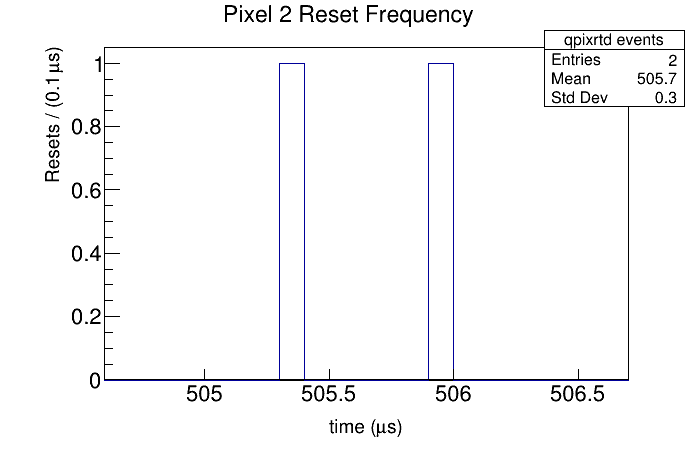 Pixel 2 Reset Frequency
qpixrtd events
Entries 2
Mean 505.7
Std Dev 0.3
Resets / (0.1 μs)
1
0.8
0.6
0.4
0.2
0
505 505.5 506 506.5
time (μs)